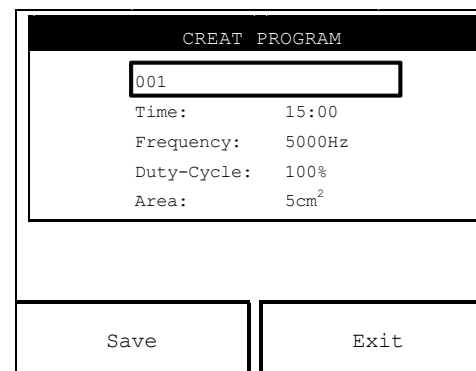 CREAT PROGRAM
001
Time: 15:00
Frequency: 5000Hz
Duty-Cycle: 100%
Area: 5cm²
Save Exit